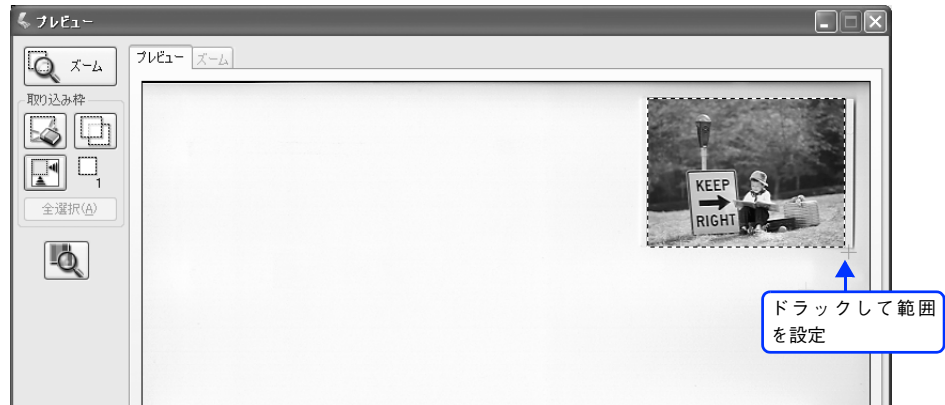 プレビュー
ズーム
プレビュー ズーム
取り込み枠
1
全選択(A)
KEEP
RIGHT
ドラックして範囲
を設定